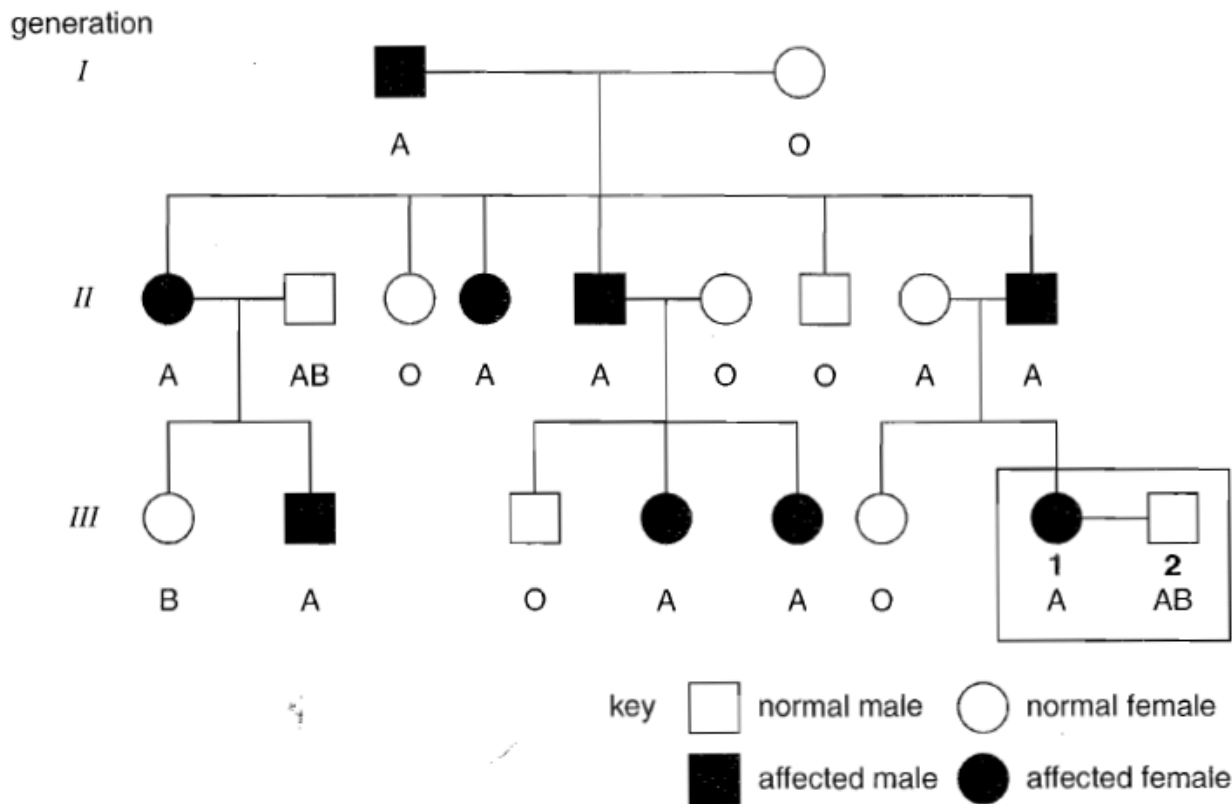 generation
I
A O
II
A AB O A A O O A A
III
1 2
B A O A A O A AB
key normal male normal female
affected male affected female